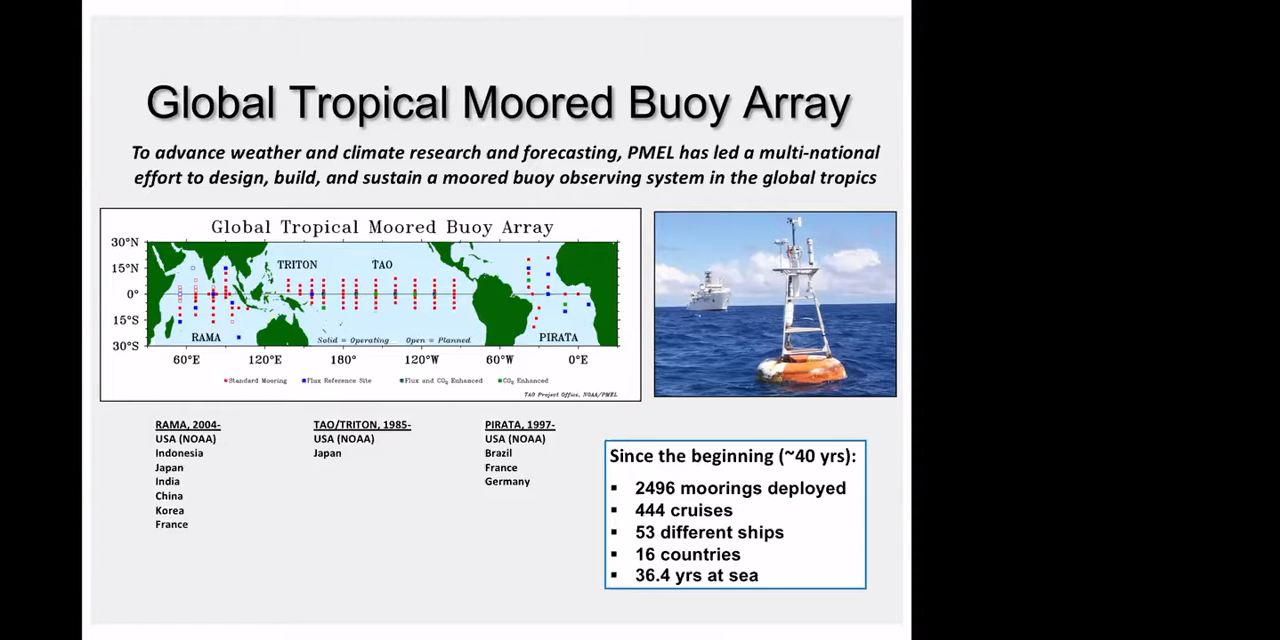 Global Tropical Moored Buoy Array
To advance weather and climate research and forecasting, PMEL has led a multi-national
effort to design, build, and sustain a moored buoy observing system in the global tropics
Global Tropical Moored Buoy Array
30°N
15°N
0°
15°S
30°S
TRITON
TAO
RAMA
Solid = Operating
Open = Planned
PIRATA
60°E
120°E
180°
120°W
60°W
0°E
Standard Mooring
Flux Reference Site
Flux and CO₂ Enhanced
CO₂ Enhanced
TAO Project Office, NOAA/PMEL
RAMA, 2004-
USA (NOAA)
Indonesia
Japan
India
China
Korea
France
TAO/TRITON, 1985-
USA (NOAA)
Japan
PIRATA, 1997-
USA (NOAA)
Brazil
France
Germany
Since the beginning (~40 yrs):
▪ 2496 moorings deployed
▪ 444 cruises
▪ 53 different ships
▪ 16 countries
▪ 36.4 yrs at sea